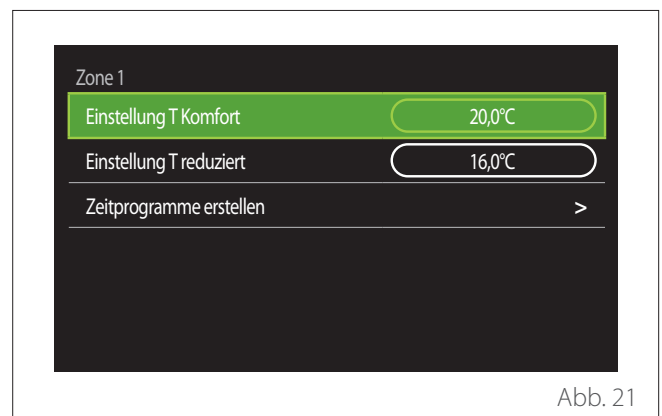 Zone 1
Einstellung T Komfort 20,0°C
Einstellung T reduziert 16,0°C
Zeitprogramme erstellen >
Abb. 21